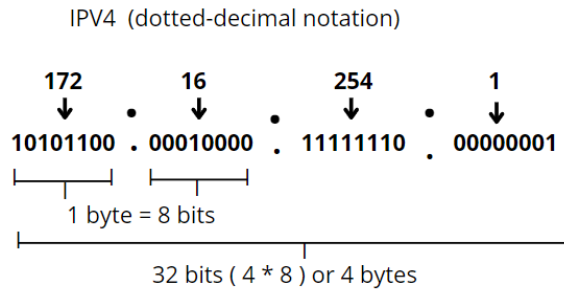 IPV4 (dotted-decimal notation)
172 . 16 . 254 . 1
10101100 . 00010000 . 11111110 . 00000001
1 byte = 8 bits
32 bits ( 4 * 8 ) or 4 bytes